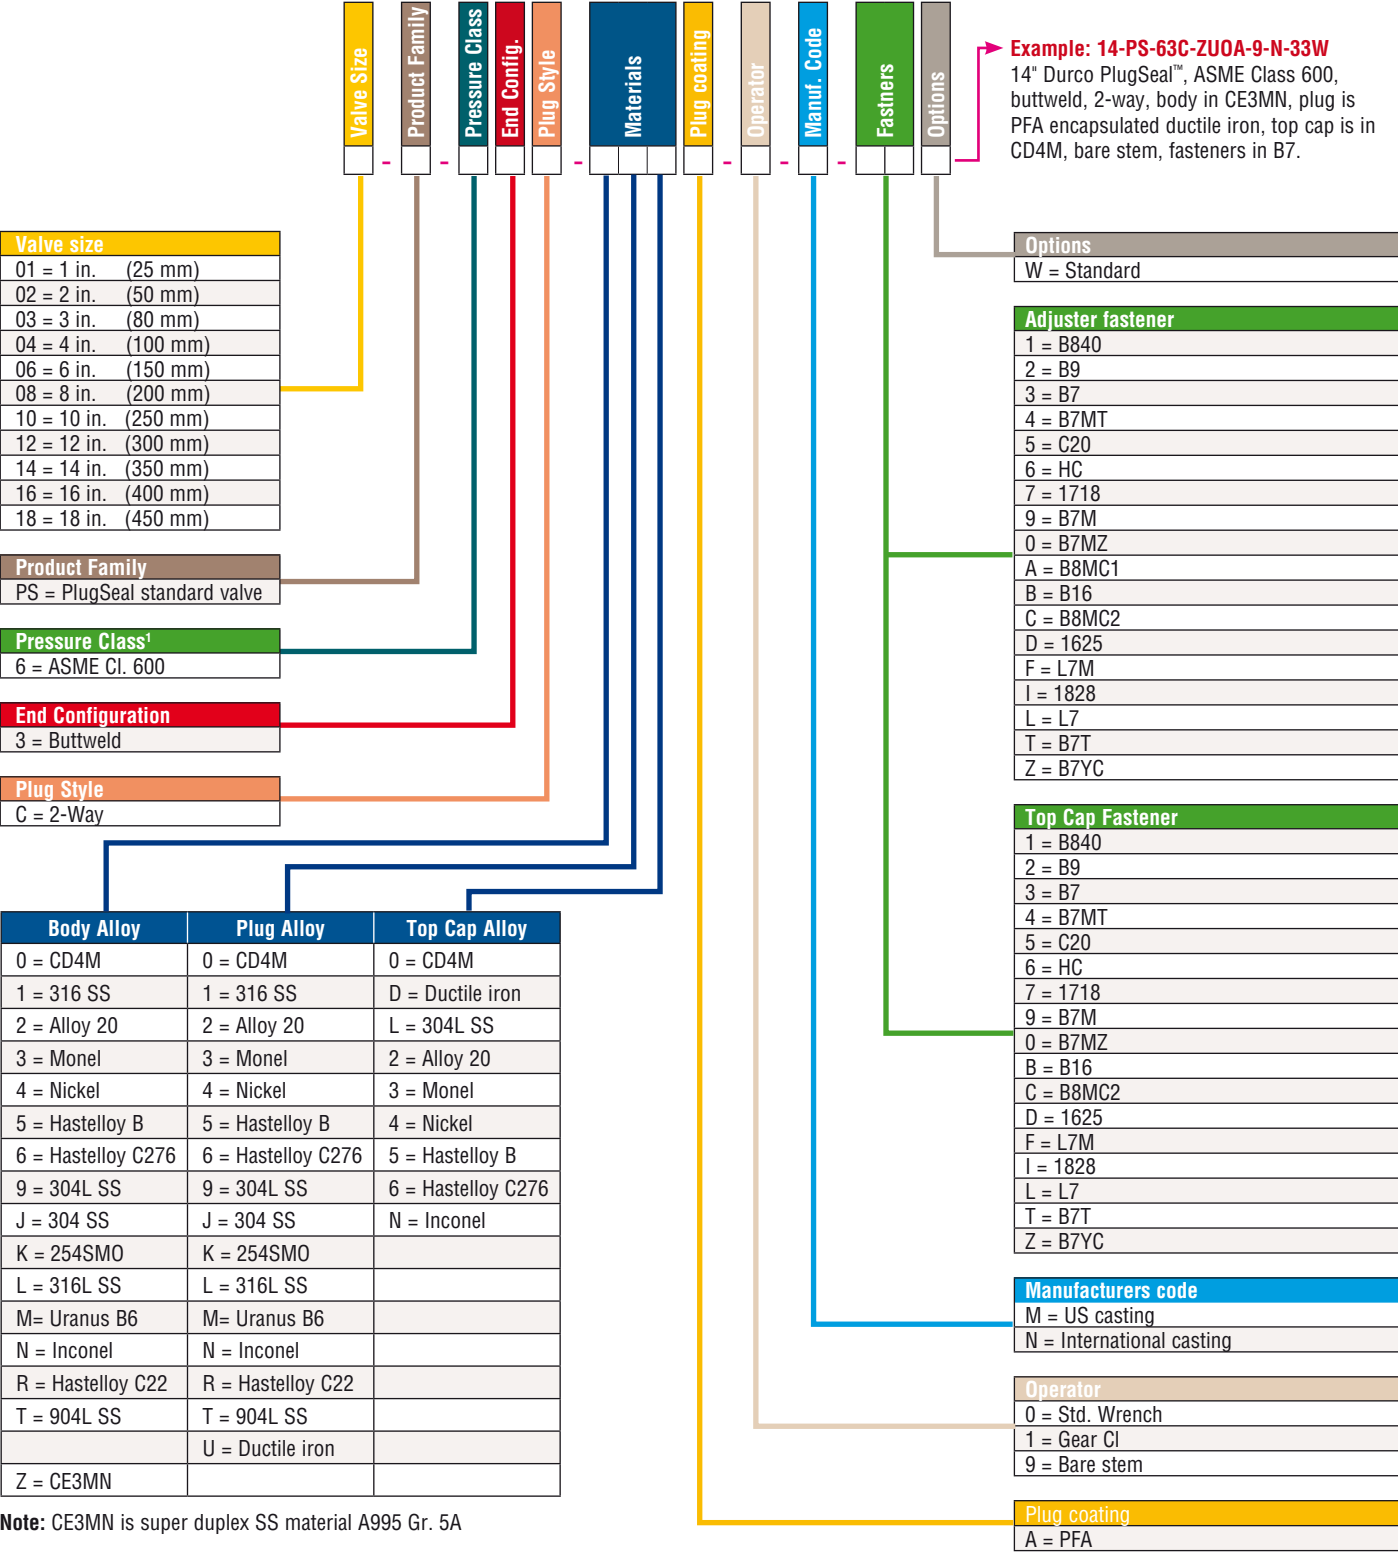 Valve Size
Product Family
Pressure Class
End Config.
Plug Style
Materials
Plug coating
Operator
Manuf. Code
Fastners
Options
- - - - - -
Example: 14-PS-63C-ZUOA-9-N-33W
14" Durco PlugSeal™, ASME Class 600,
buttweld, 2-way, body in CE3MN, plug is
PFA encapsulated ductile iron, top cap is in
CD4M, bare stem, fasteners in B7.
Valve size
01 = 1 in. (25 mm)
02 = 2 in. (50 mm)
03 = 3 in. (80 mm)
04 = 4 in. (100 mm)
06 = 6 in. (150 mm)
08 = 8 in. (200 mm)
10 = 10 in. (250 mm)
12 = 12 in. (300 mm)
14 = 14 in. (350 mm)
16 = 16 in. (400 mm)
18 = 18 in. (450 mm)
Product Family
PS = PlugSeal standard valve
Pressure Class¹
6 = ASME Cl. 600
End Configuration
3 = Buttweld
Plug Style
C = 2-Way
Body Alloy Plug Alloy Top Cap Alloy
0 = CD4M 0 = CD4M 0 = CD4M
1 = 316 SS 1 = 316 SS D = Ductile iron
2 = Alloy 20 2 = Alloy 20 L = 304L SS
3 = Monel 3 = Monel 2 = Alloy 20
4 = Nickel 4 = Nickel 3 = Monel
5 = Hastelloy B 5 = Hastelloy B 4 = Nickel
6 = Hastelloy C276 6 = Hastelloy C276 5 = Hastelloy B
9 = 304L SS 9 = 304L SS 6 = Hastelloy C276
J = 304 SS J = 304 SS N = Inconel
K = 254SMO K = 254SMO
L = 316L SS L = 316L SS
M= Uranus B6 M= Uranus B6
N = Inconel N = Inconel
R = Hastelloy C22 R = Hastelloy C22
T = 904L SS T = 904L SS
U = Ductile iron
Z = CE3MN
Note: CE3MN is super duplex SS material A995 Gr. 5A
Options
W = Standard
Adjuster fastener
1 = B840
2 = B9
3 = B7
4 = B7MT
5 = C20
6 = HC
7 = 1718
9 = B7M
0 = B7MZ
A = B8MC1
B = B16
C = B8MC2
D = 1625
F = L7M
I = 1828
L = L7
T = B7T
Z = B7YC
Top Cap Fastener
1 = B840
2 = B9
3 = B7
4 = B7MT
5 = C20
6 = HC
7 = 1718
9 = B7M
0 = B7MZ
B = B16
C = B8MC2
D = 1625
F = L7M
I = 1828
L = L7
T = B7T
Z = B7YC
Manufacturers code
M = US casting
N = International casting
Operator
0 = Std. Wrench
1 = Gear Cl
9 = Bare stem
Plug coating
A = PFA